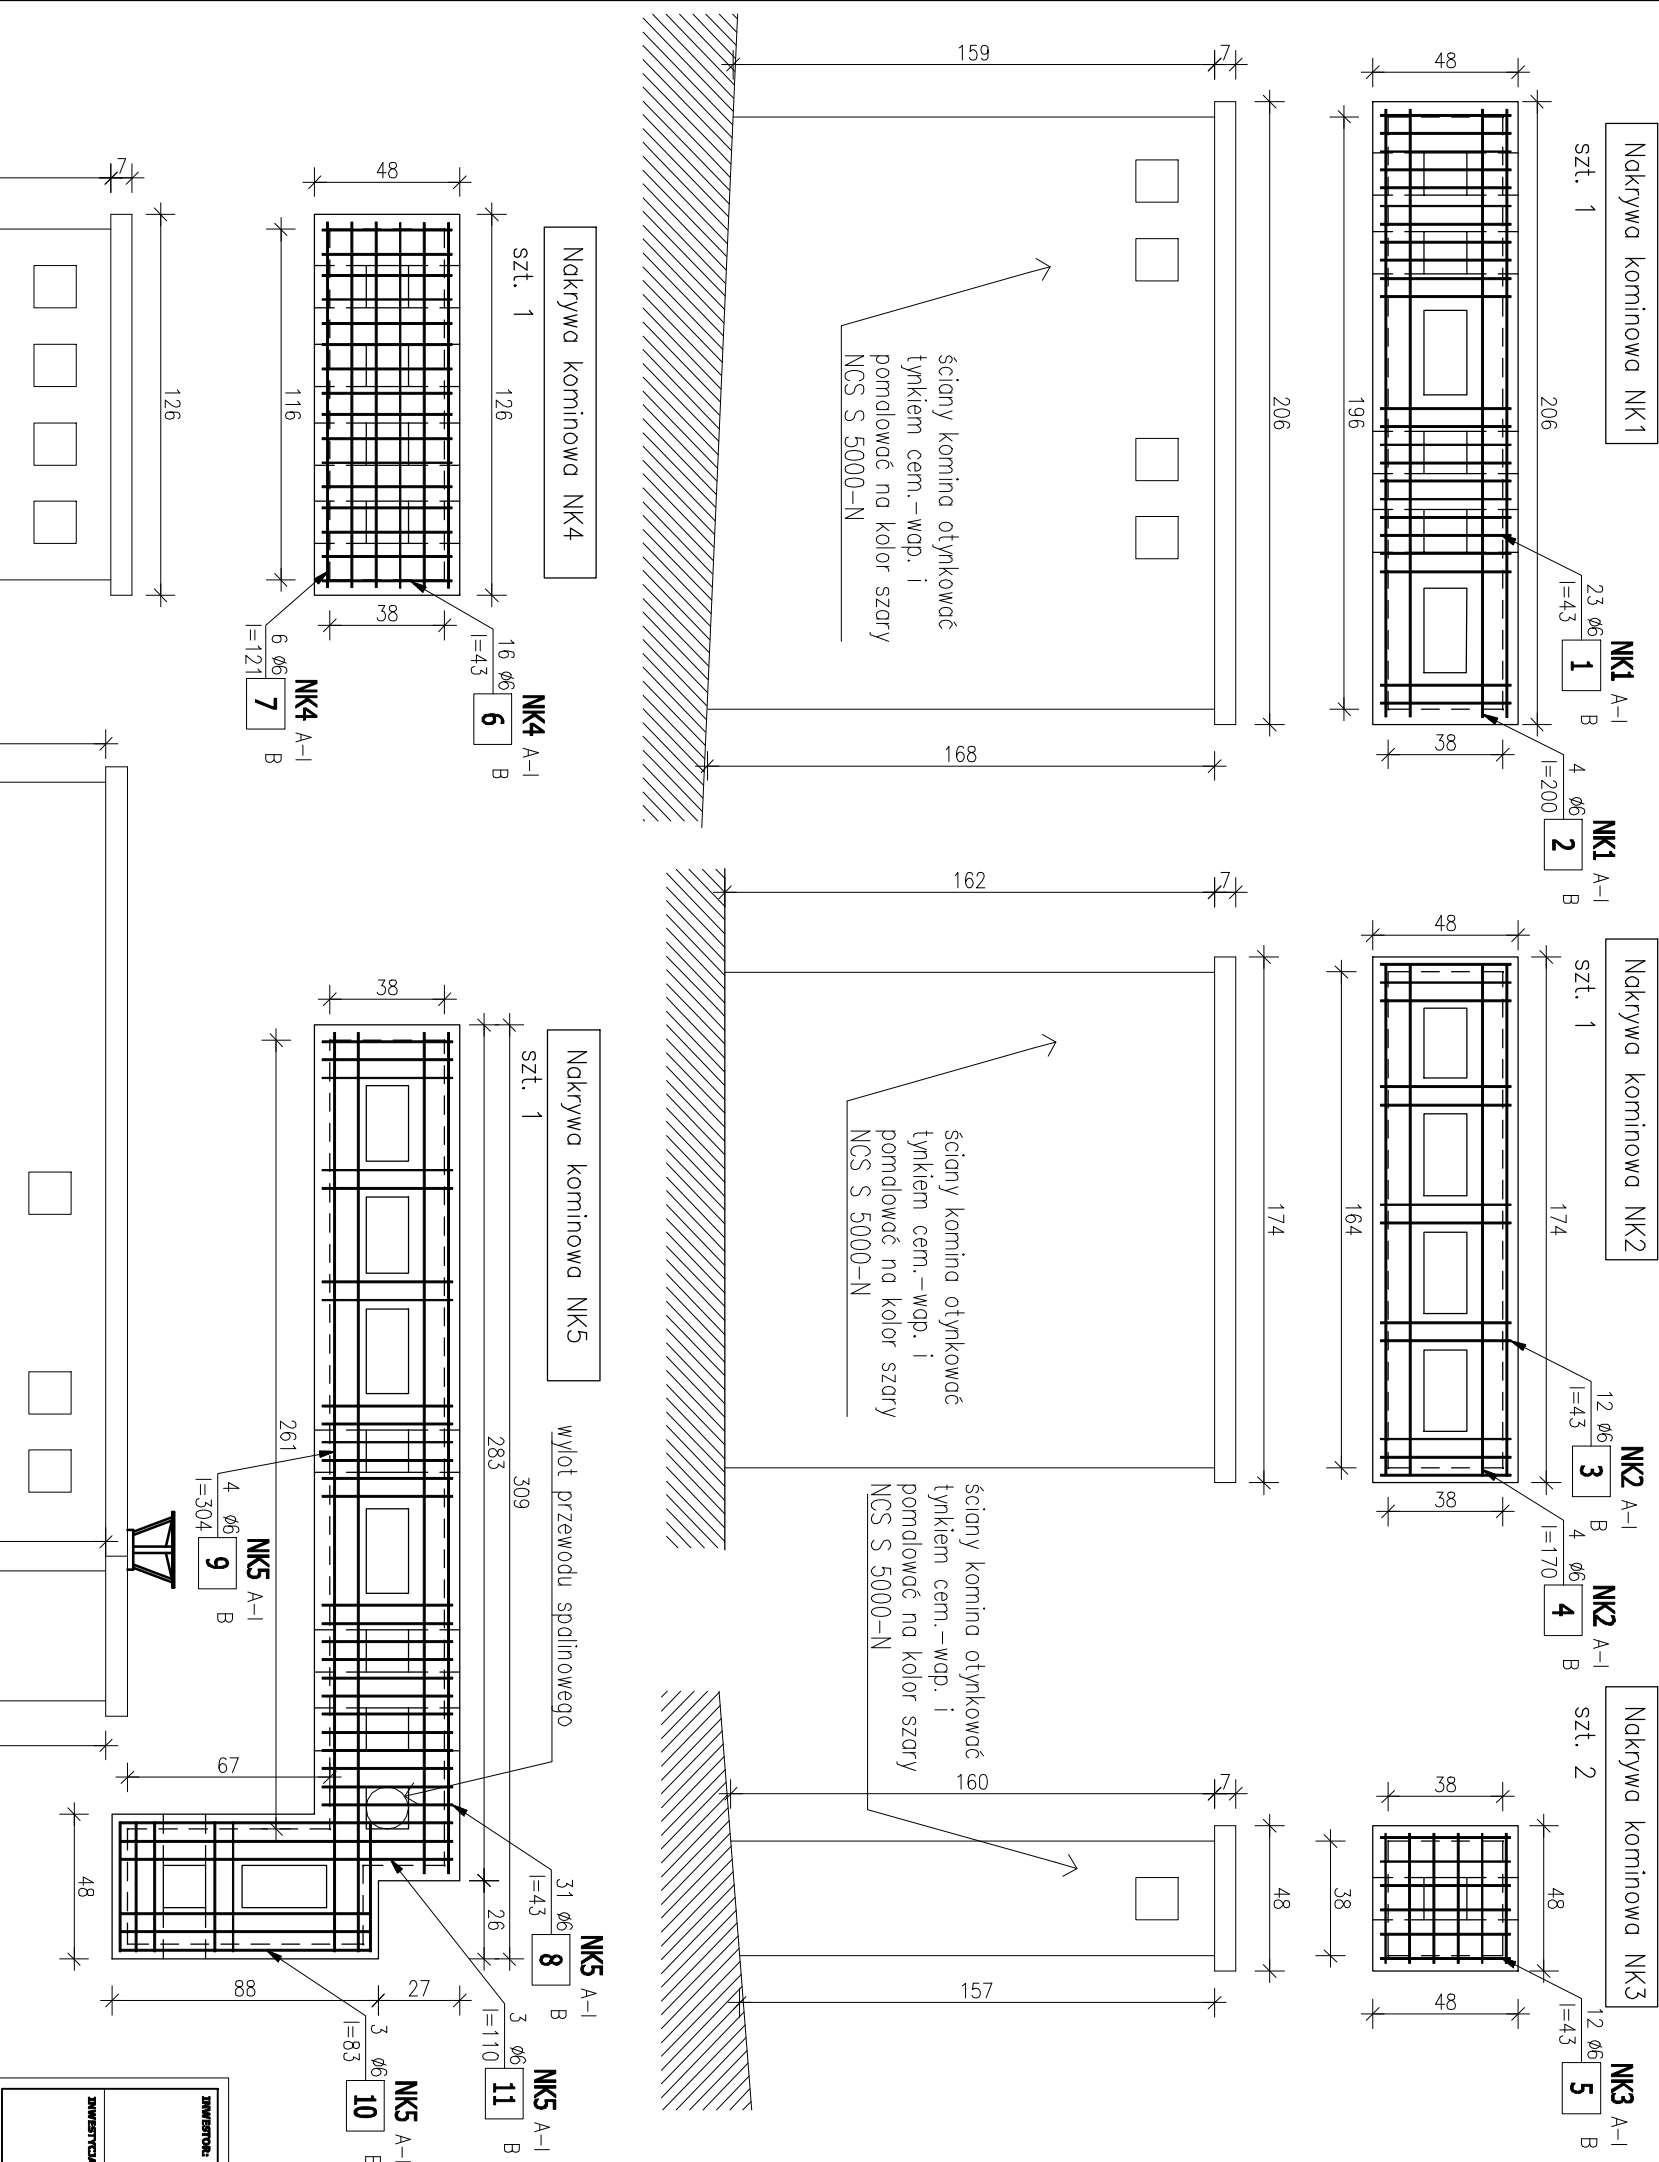 Nakrywa kominowa NK1
szt. 1
48
206
196
38
23 ø6
l=43
1
NK1
A-I
B
4 ø6
l=200
2
NK1
A-I
B
159
7
206
168
ściany komina otynkować
tynkiem cem.-wap. i
pomalować na kolor szary
NCS S 5000-N
Nakrywa kominowa NK2
szt. 1
48
174
164
38
12 ø6
l=43
3
NK2
A-I
B
4 ø6
l=170
4
NK2
A-I
B
162
7
174
ściany komina otynkować
tynkiem cem.-wap. i
pomalować na kolor szary
NCS S 5000-N
Nakrywa kominowa NK3
szt. 2
38
48
38
48
12 ø6
l=43
5
NK3
A-I
B
160
7
48
157
ściany komina otynkować
tynkiem cem.-wap. i
pomalować na kolor szary
NCS S 5000-N
Nakrywa kominowa NK4
szt. 1
48
126
116
38
16 ø6
l=43
6
NK4
A-I
B
6 ø6
l=121
7
NK4
A-I
B
7
126
Nakrywa kominowa NK5
szt. 1
38
309
283
261
26
67
48
88
27
wylot przewodu spalinowego
31 ø6
l=43
8
NK5
A-I
B
4 ø6
l=304
9
NK5
A-I
B
3 ø6
l=110
11
NK5
A-I
B
3 ø6
l=83
10
NK5
A-I
INWESTOR:
INWESTYCJA